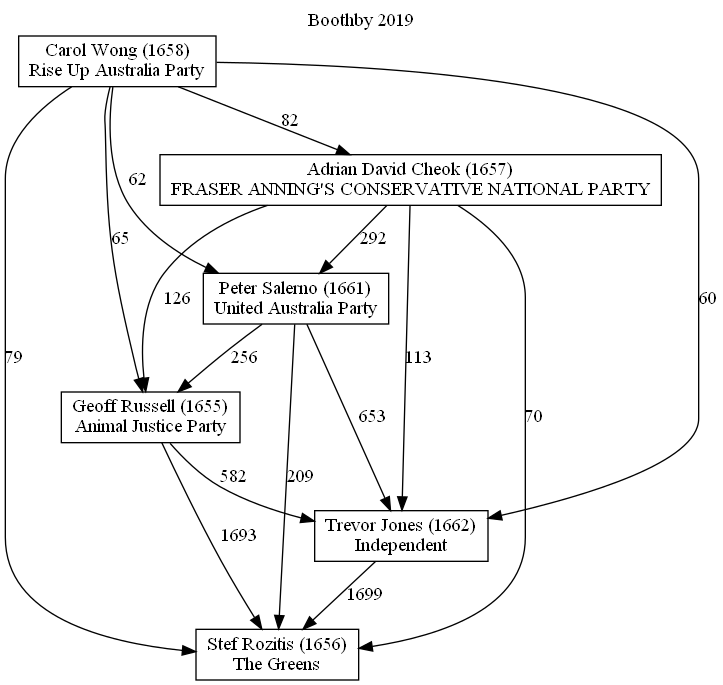 Boothby 2019
Carol Wong (1658)
Rise Up Australia Party
82
Adrian David Cheok (1657)
FRASER ANNING'S CONSERVATIVE NATIONAL PARTY
62
65
292
Peter Salerno (1661)
United Australia Party
126
60
79
256
113
Geoff Russell (1655)
Animal Justice Party
653
70
582
209
Trevor Jones (1662)
Independent
1693
1699
Stef Rozitis (1656)
The Greens